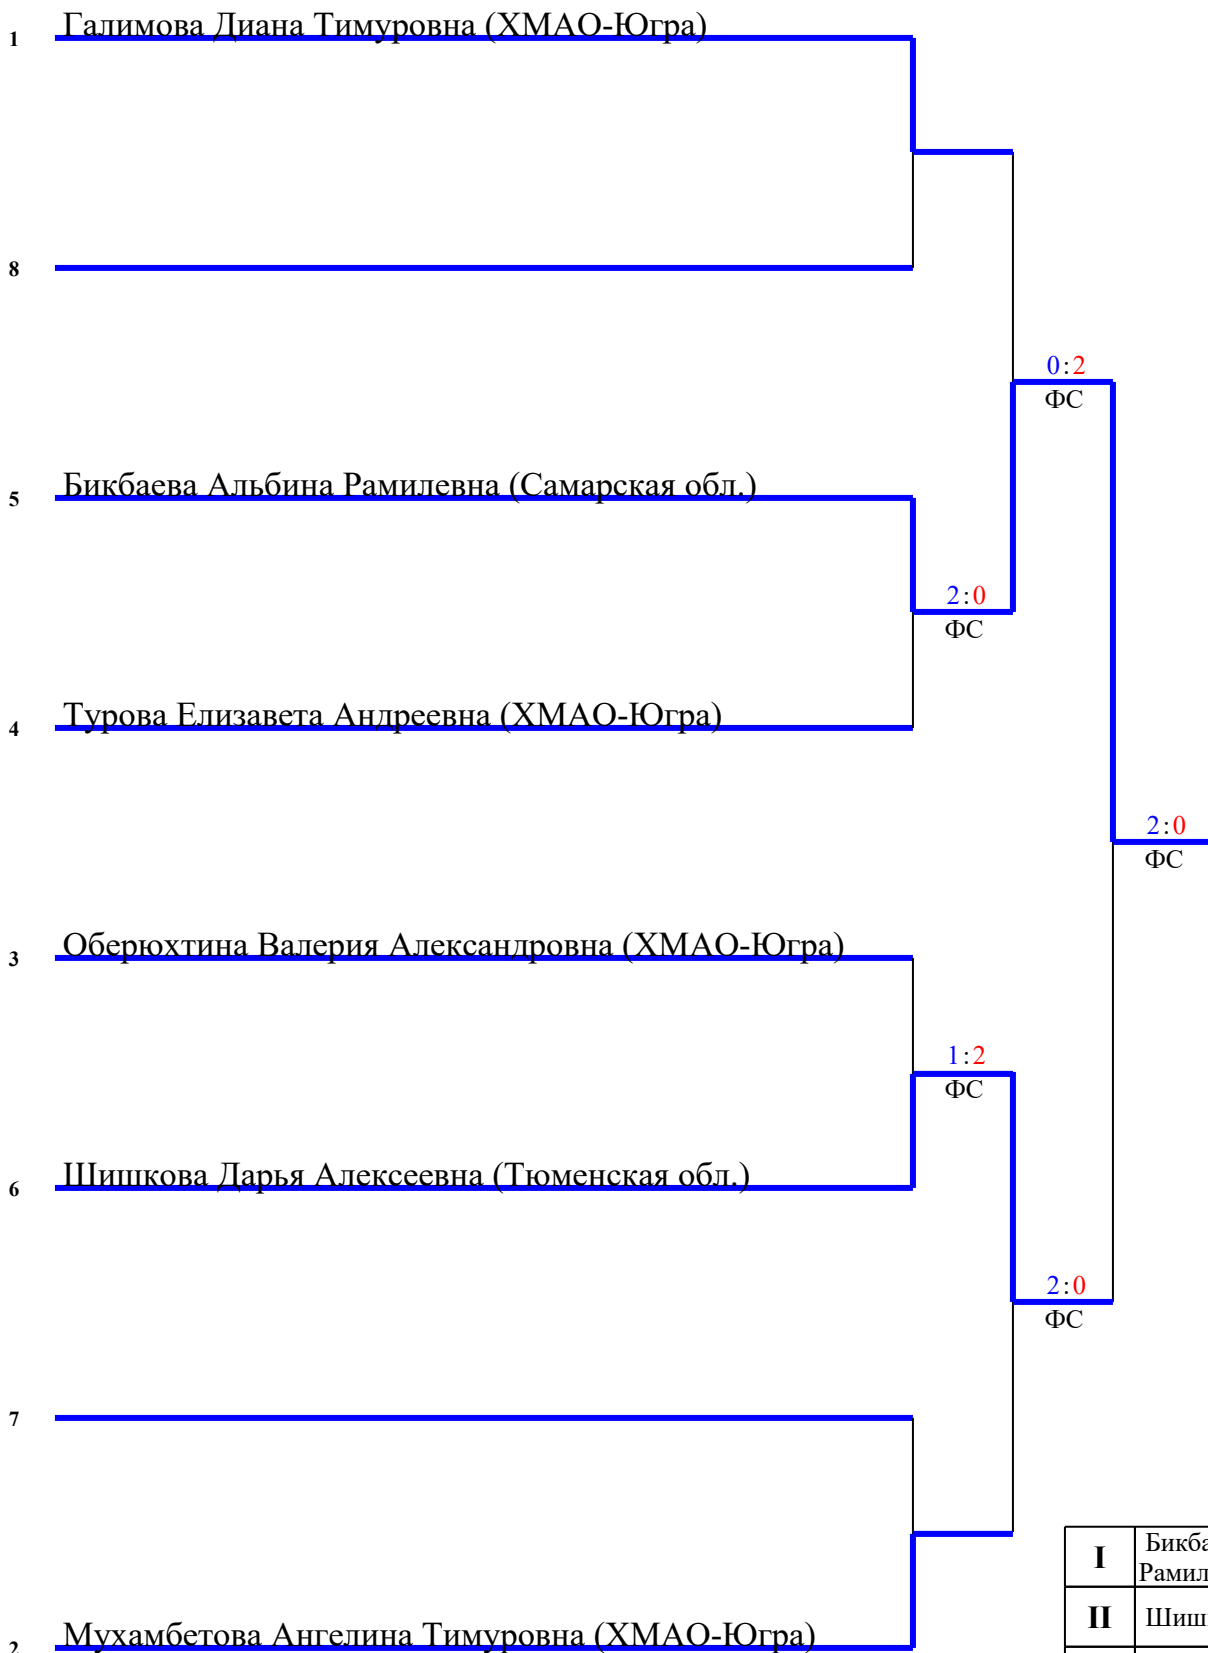 1 Галимова Диана Тимуровна (ХМАО-Югра)
8
0:2
ФС
5 Бикбаева Альбина Рамилевна (Самарская обл.)
2:0
ФС
4 Турова Елизавета Андреевна (ХМАО-Югра)
2:0
ФС
3 Оберюхтина Валерия Александровна (ХМАО-Югра)
1:2
ФС
6 Шишкова Дарья Алексеевна (Тюменская обл.)
2:0
ФС
7
I
II
2 Мухамбетова Ангелина Тимуровна (ХМАО-Югра)